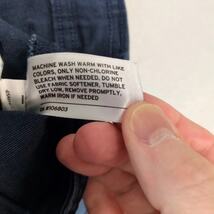 MACHINE WASH WARM WITH LIKE
COLORS, ONLY NON-CHLORINE
BLEACH WHEN NEEDED. DO NOT
USE FABRIC SOFTENER, TUMBLE
DRY LOW, REMOVE PROMPTLY,
WARM IRON IF NEEDED
#106803